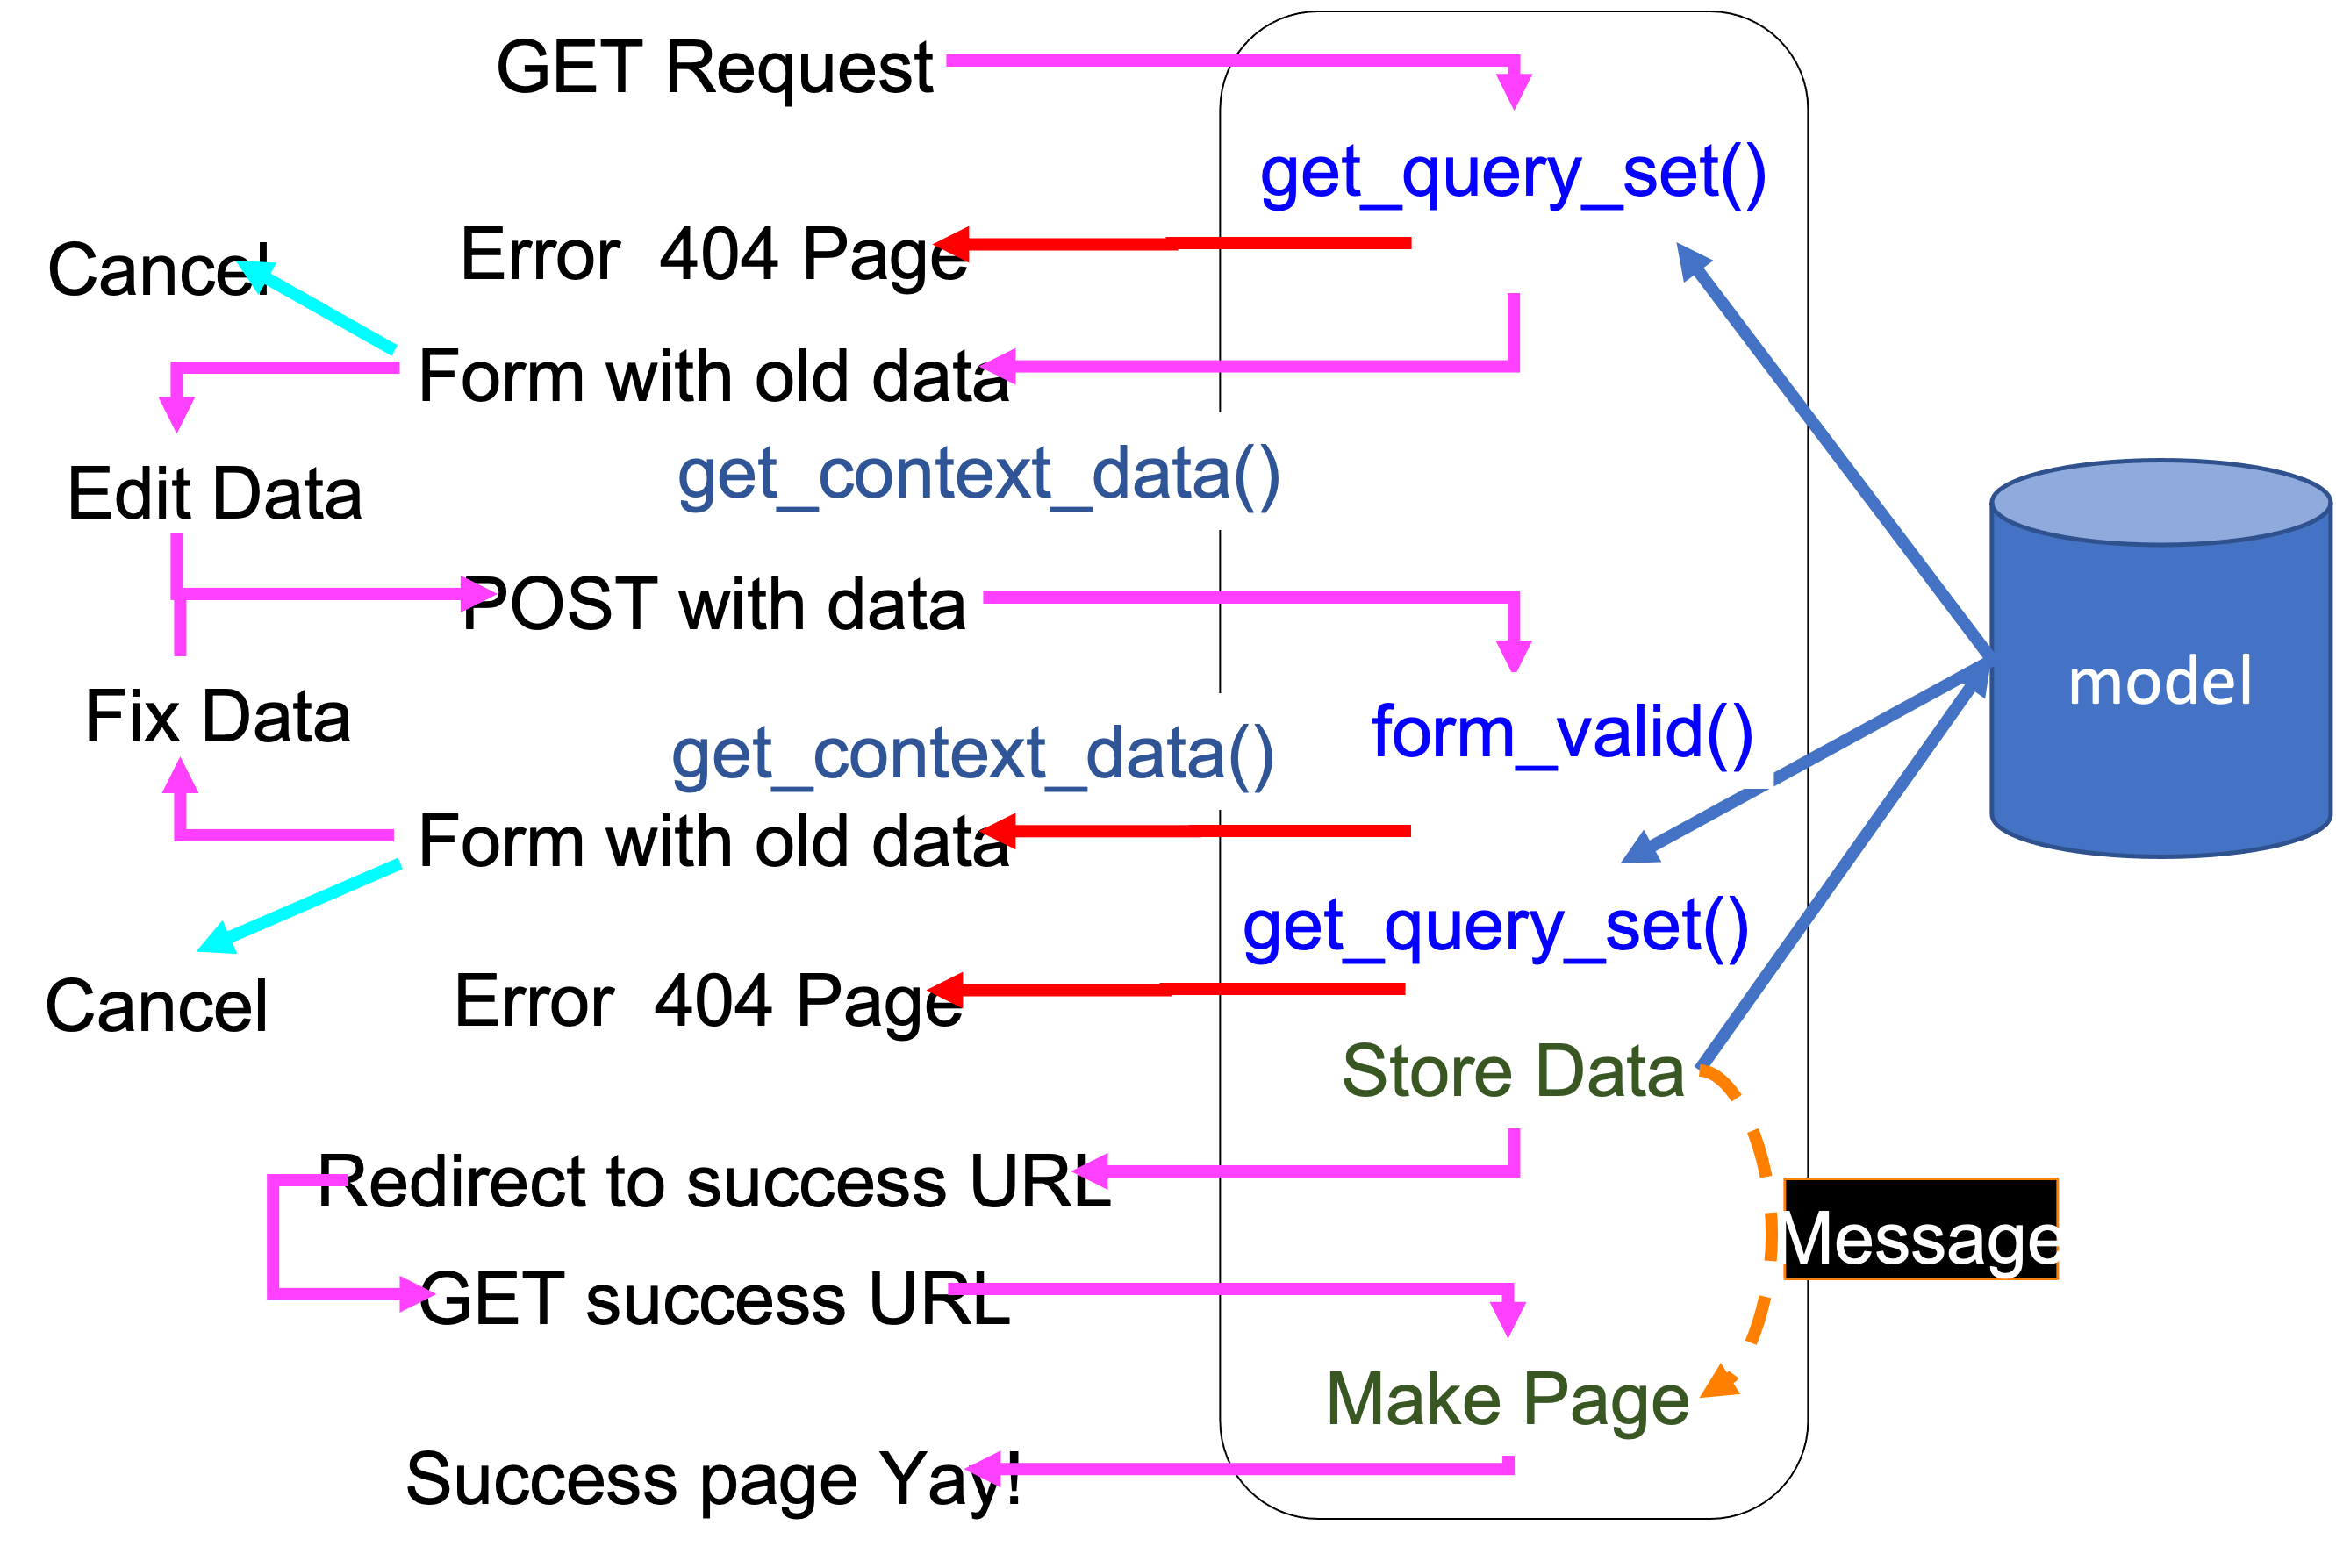 GET Request
get_query_set()
Error 404 Page
Cancel
Form with old data
get_context_data()
Edit Data
POST with data
model
Fix Data
form_valid()
get_context_data()
Form with old data
get_query_set()
Cancel
Error 404 Page
Store Data
Redirect to success URL
Message
GET success URL
Make Page
Success page Yay!